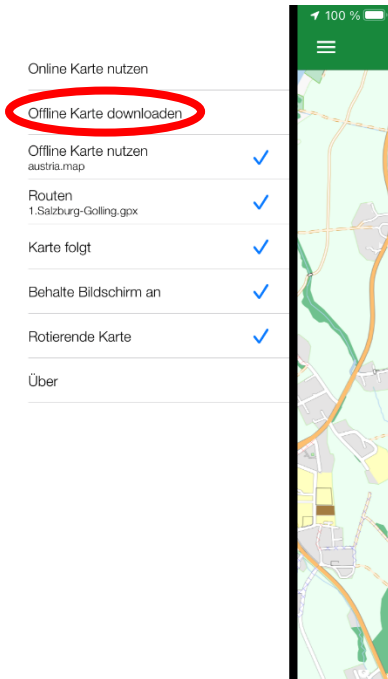 100 %
Online Karte nutzen
Offline Karte downloaden
Offline Karte nutzen
austria.map
Routen
1.Salzburg-Golling.gpx
Karte folgt
Behalte Bildschirm an
Rotierende Karte
Über